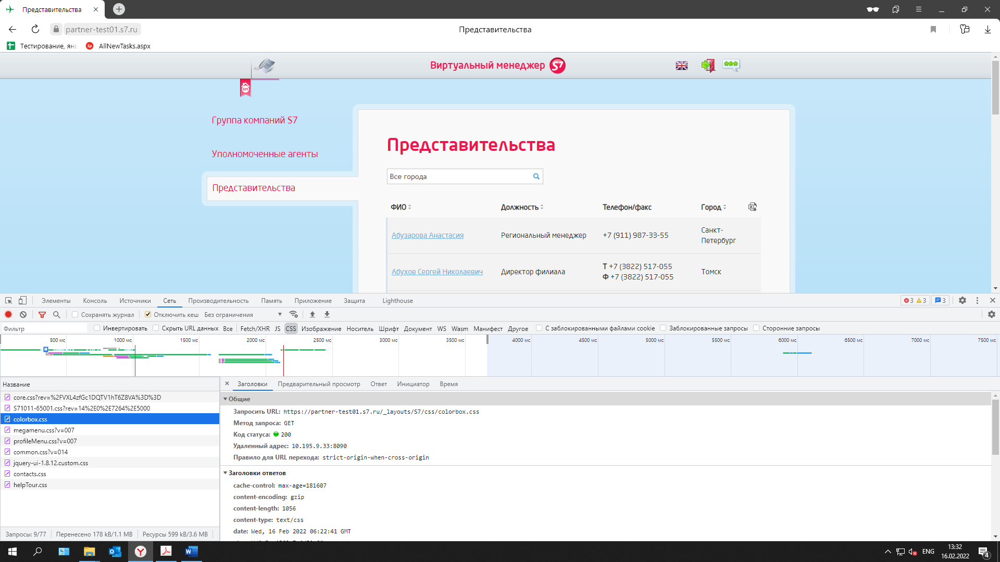 Представительства
partner-test01.s7.ru
Представительства
Тестирование, янв
Sp AllNewTasks.aspx
Виртуальный менеджер S7
BM
Группа компаний S7
Уполномоченные агенты
Представительства
Представительства
Все города
ФИО Должность Телефон/факс Город
Абузарова Анастасия Региональный менеджер +7 (911) 987-33-55 Санкт-
Петербург
Абухов Сергей Николаевич Директор филиала Т +7 (3822) 517-055 Томск
Ф +7 (3822) 517-055
Элементы Консоль Источники Сеть Производительность Память Приложение Защита Lighthouse 3 3 3
Сохранять журнал Отключить кеш Без ограничения
Фильтр Инвертировать Скрыть URL данных Все Fetch/XHR JS CSS Изображение Носитель Шрифт Документ WS Wasm Манифест Другое С заблокированными файлами cookie Заблокированные запросы Сторонние запросы
500 мс 1000 мс 1500 мс 2000 мс 2500 мс 3000 мс 3500 мс 4000 мс 4500 мс 5000 мс 5500 мс 6000 мс 6500 мс 7000 мс 7500 мс
Название
core.css?rev=%2FVXL4zfGc1DQTV1hT6Z8VA%3D%3D
S71011-65001.css?rev=14%2E0%2E7264%2E5000
colorbox.css
megamenu.css?v=007
profileMenu.css?v=007
common.css?v=014
jquery-ui-1.8.12.custom.css
contacts.css
helpTour.css
Запросы: 9/77 Перенесено 178 kB/1.1 MB Ресурсы 599 kB/3.6 MB
Заголовки Предварительный просмотр Ответ Инициатор Время
Общие
Запросить URL: https://partner-test01.s7.ru/_layouts/S7/css/colorbox.css
Метод запроса: GET
Код статуса: 200
Удаленный адрес: 10.195.9.33:8090
Правило для URL перехода: strict-origin-when-cross-origin
Заголовки ответов
cache-control: max-age=181607
content-encoding: gzip
content-length: 1056
content-type: text/css
date: Wed, 16 Feb 2022 06:22:41 GMT
ENG
13:32
16.02.2022
4